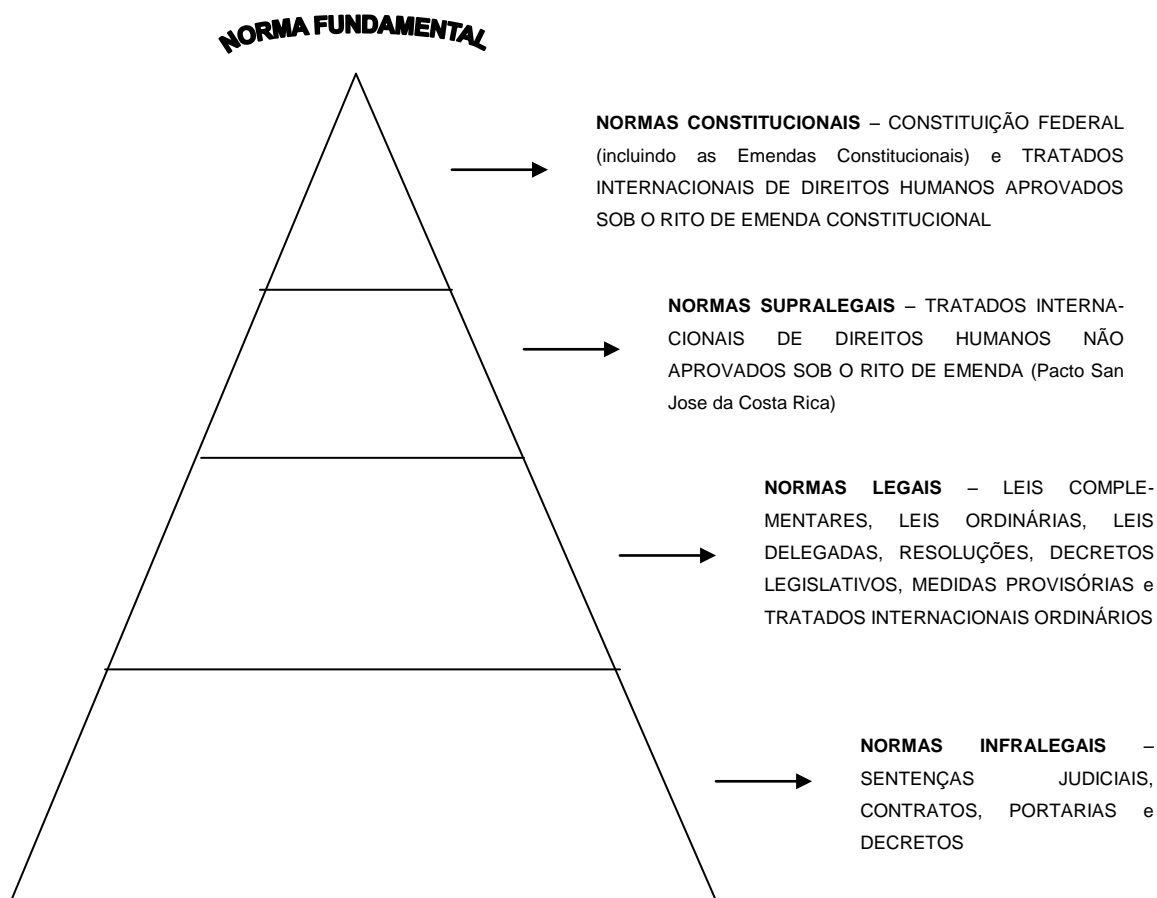 NORMA FUNDAMENTAL
NORMAS CONSTITUCIONAIS – CONSTITUIÇÃO FEDERAL
(incluindo as Emendas Constitucionais) e TRATADOS
INTERNACIONAIS DE DIREITOS HUMANOS APROVADOS
SOB O RITO DE EMENDA CONSTITUCIONAL
NORMAS SUPRALEGAIS – TRATADOS INTERNA-
CIONAIS DE DIREITOS HUMANOS NÃO
APROVADOS SOB O RITO DE EMENDA (Pacto San
Jose da Costa Rica)
NORMAS LEGAIS – LEIS COMPLE-
MENTARES, LEIS ORDINÁRIAS, LEIS
DELEGADAS, RESOLUÇÕES, DECRETOS
LEGISLATIVOS, MEDIDAS PROVISÓRIAS e
TRATADOS INTERNACIONAIS ORDINÁRIOS
NORMAS INFRALEGAIS –
SENTENÇAS JUDICIAIS,
CONTRATOS, PORTARIAS e
DECRETOS